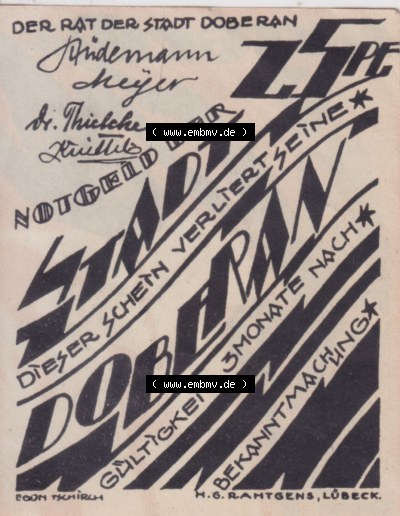 DER RAT DER STADT DOBERAN
25 PF
Meyer
Dr.
NOTGELD DER
STADT
DIESER SCHEIN VERLIERT SEINE *
DOBERAN
GÜLTIGKEIT 3 MONATE NACH *
BEKANNTMACHUNG *
EGON TSCHIRCH
H. G. RAHTGENS, LÜBECK.
( www.embmv.de )
( www.embmv.de )